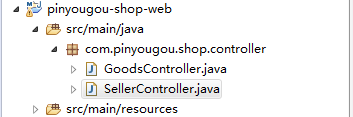 pinyougou-shop-web
src/main/java
com.pinyougou.shop.controller
GoodsController.java
SellerController.java
src/main/resources